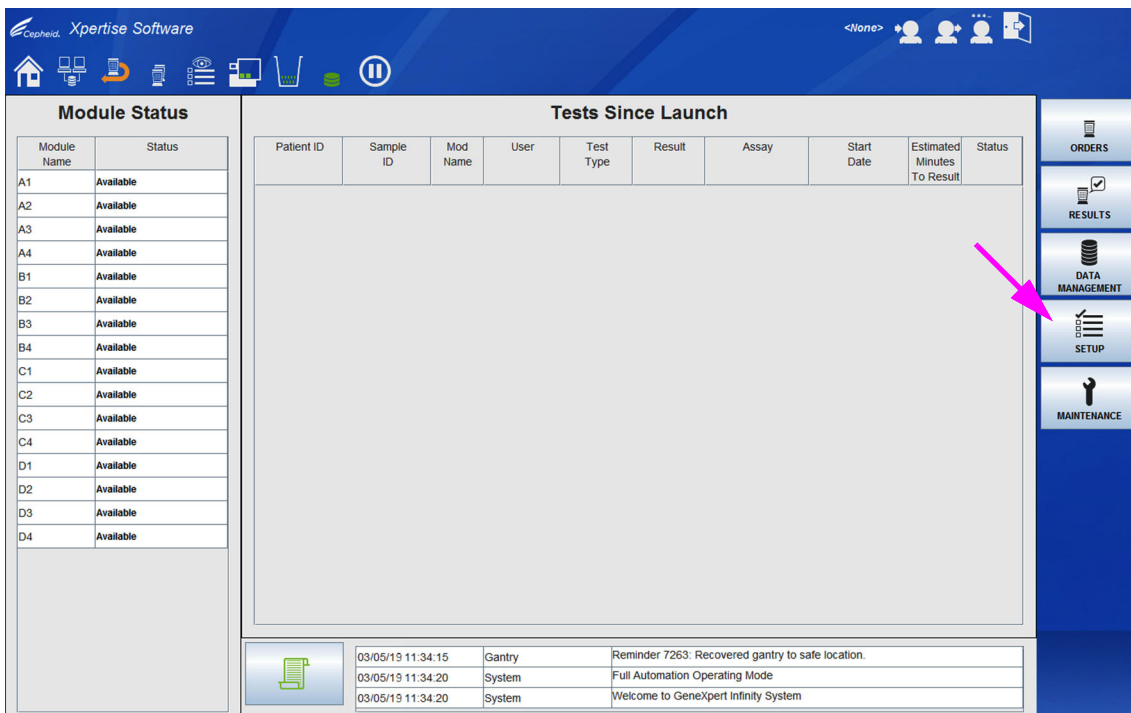 Cepheid. Xpertise Software
<None>
Module Status
Module Name Status
A1 Available
A2 Available
A3 Available
A4 Available
B1 Available
B2 Available
B3 Available
B4 Available
C1 Available
C2 Available
C3 Available
C4 Available
D1 Available
D2 Available
D3 Available
D4 Available
Tests Since Launch
Patient ID Sample ID Mod Name User Test Type Result Assay Start Date Estimated Minutes To Result Status
03/05/19 11:34:15 Gantry Reminder 7263: Recovered gantry to safe location.
03/05/19 11:34:20 System Full Automation Operating Mode
03/05/19 11:34:20 System Welcome to GeneXpert Infinity System
ORDERS
RESULTS
DATA
MANAGEMENT
SETUP
MAINTENANCE